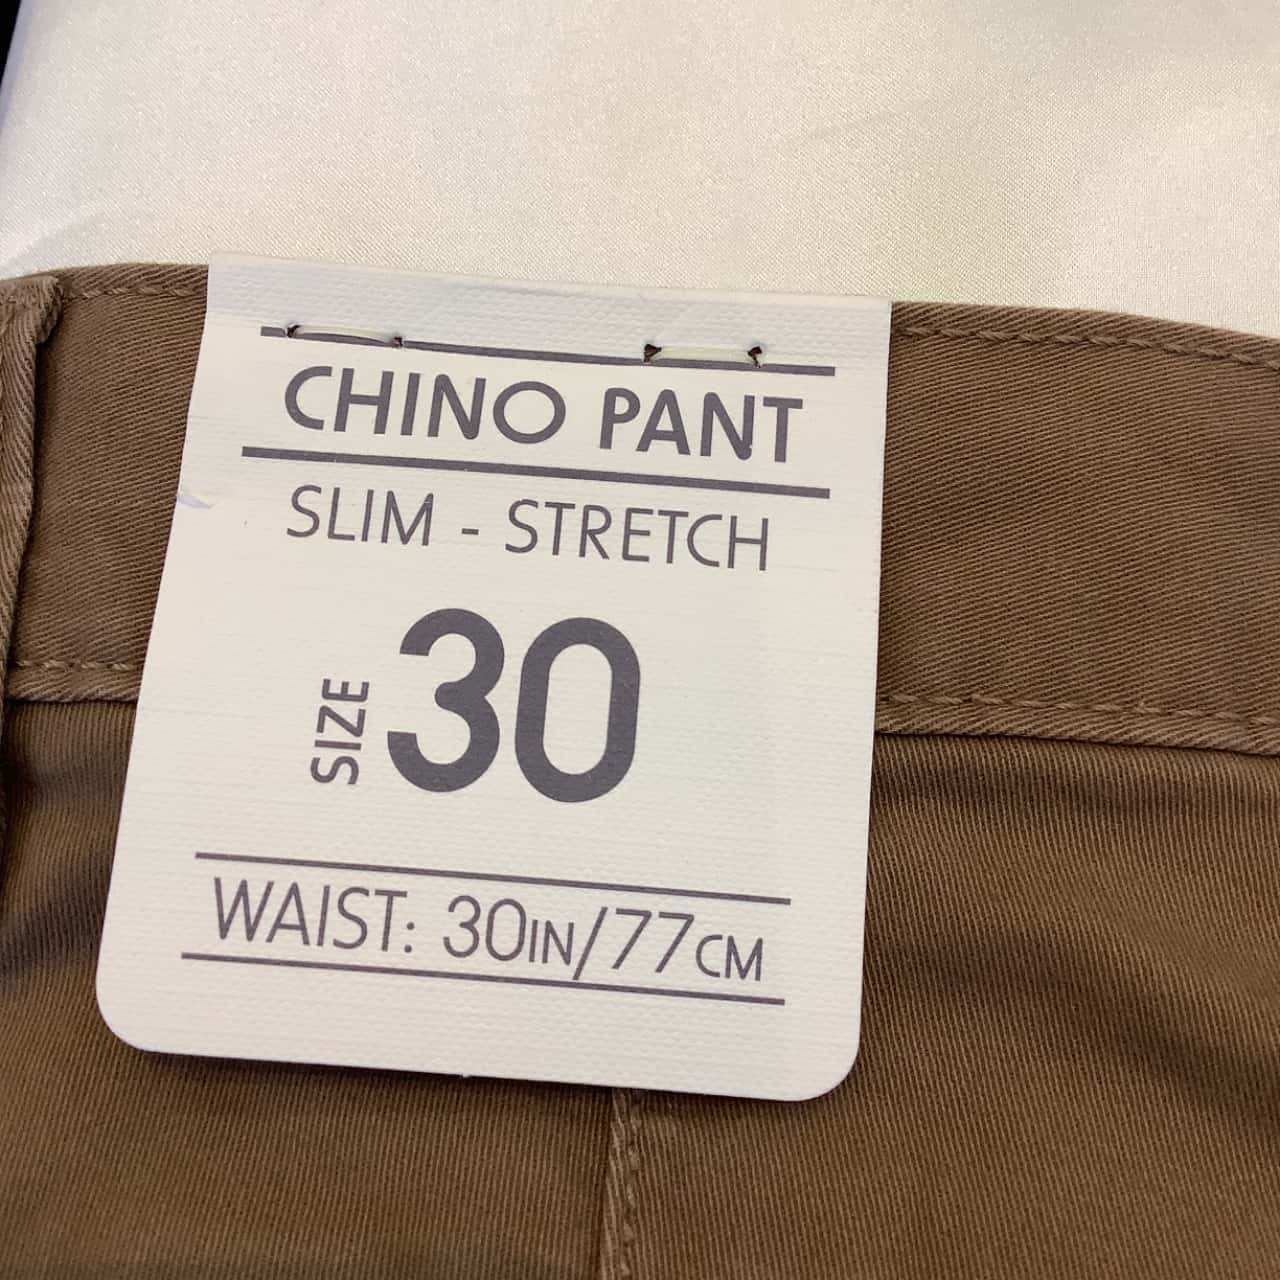 CHINO PANT
SLIM - STRETCH
SIZE 30
WAIST: 30IN/77CM